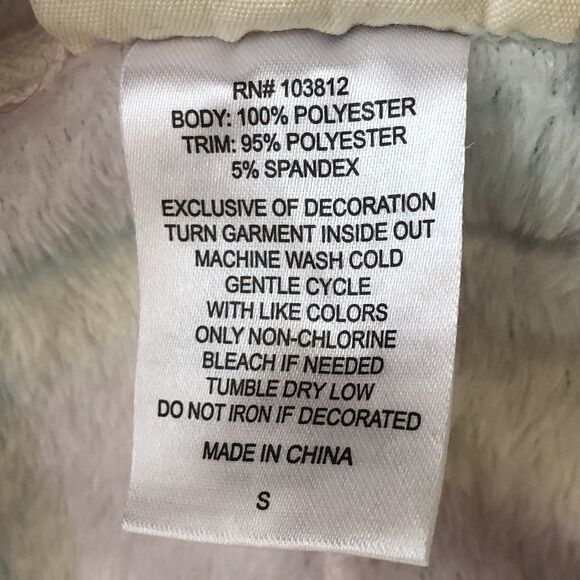 RN# 103812
BODY: 100% POLYESTER
TRIM: 95% POLYESTER
5% SPANDEX
EXCLUSIVE OF DECORATION
TURN GARMENT INSIDE OUT
MACHINE WASH COLD
GENTLE CYCLE
WITH LIKE COLORS
ONLY NON-CHLORINE
BLEACH IF NEEDED
TUMBLE DRY LOW
DO NOT IRON IF DECORATED
MADE IN CHINA
S